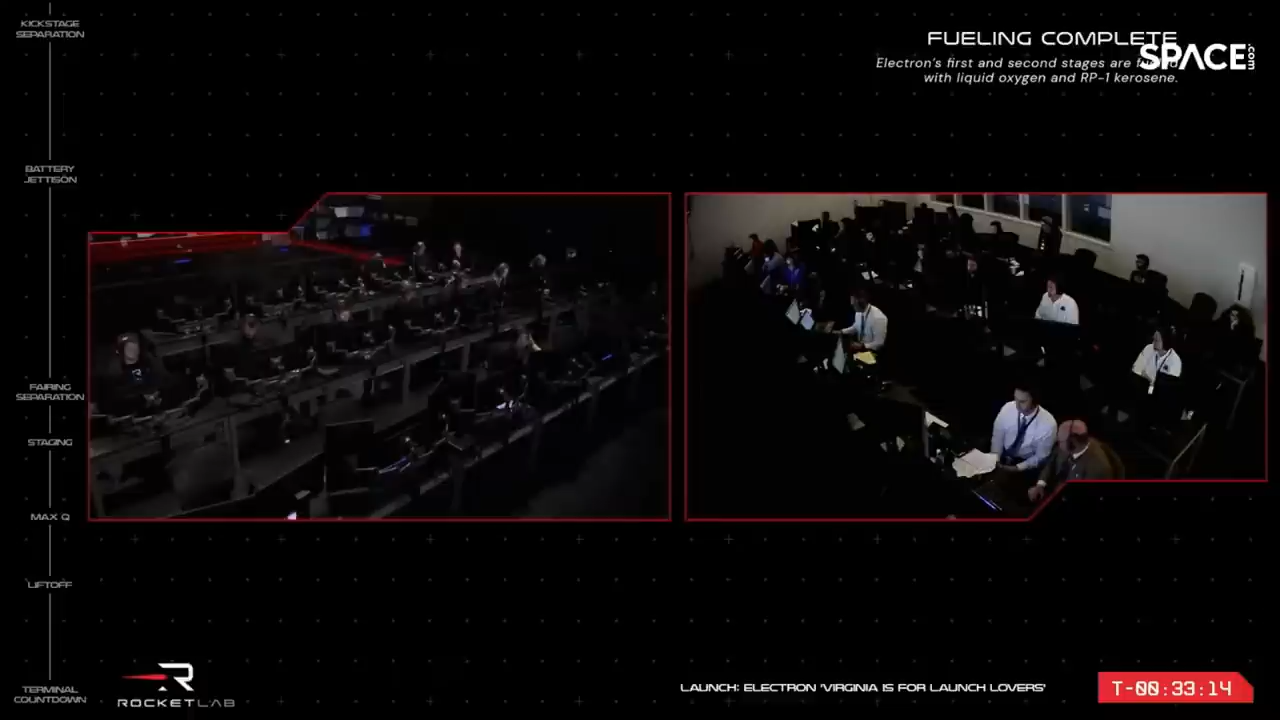 KICKSTAGE
SEPARATION
FUELING COMPLETE
Electron's first and second stages are
with liquid oxygen and RP-1 kerosene.
SPACE.com
BATTERY
JETTISON
FAIRING
SEPARATION
STAGING
MAX Q
LIFTOFF
TERMINAL
COUNTDOWN
ROCKETLAB
LAUNCH: ELECTRON 'VIRGINIA IS FOR LAUNCH LOVERS'
T-00:33:14